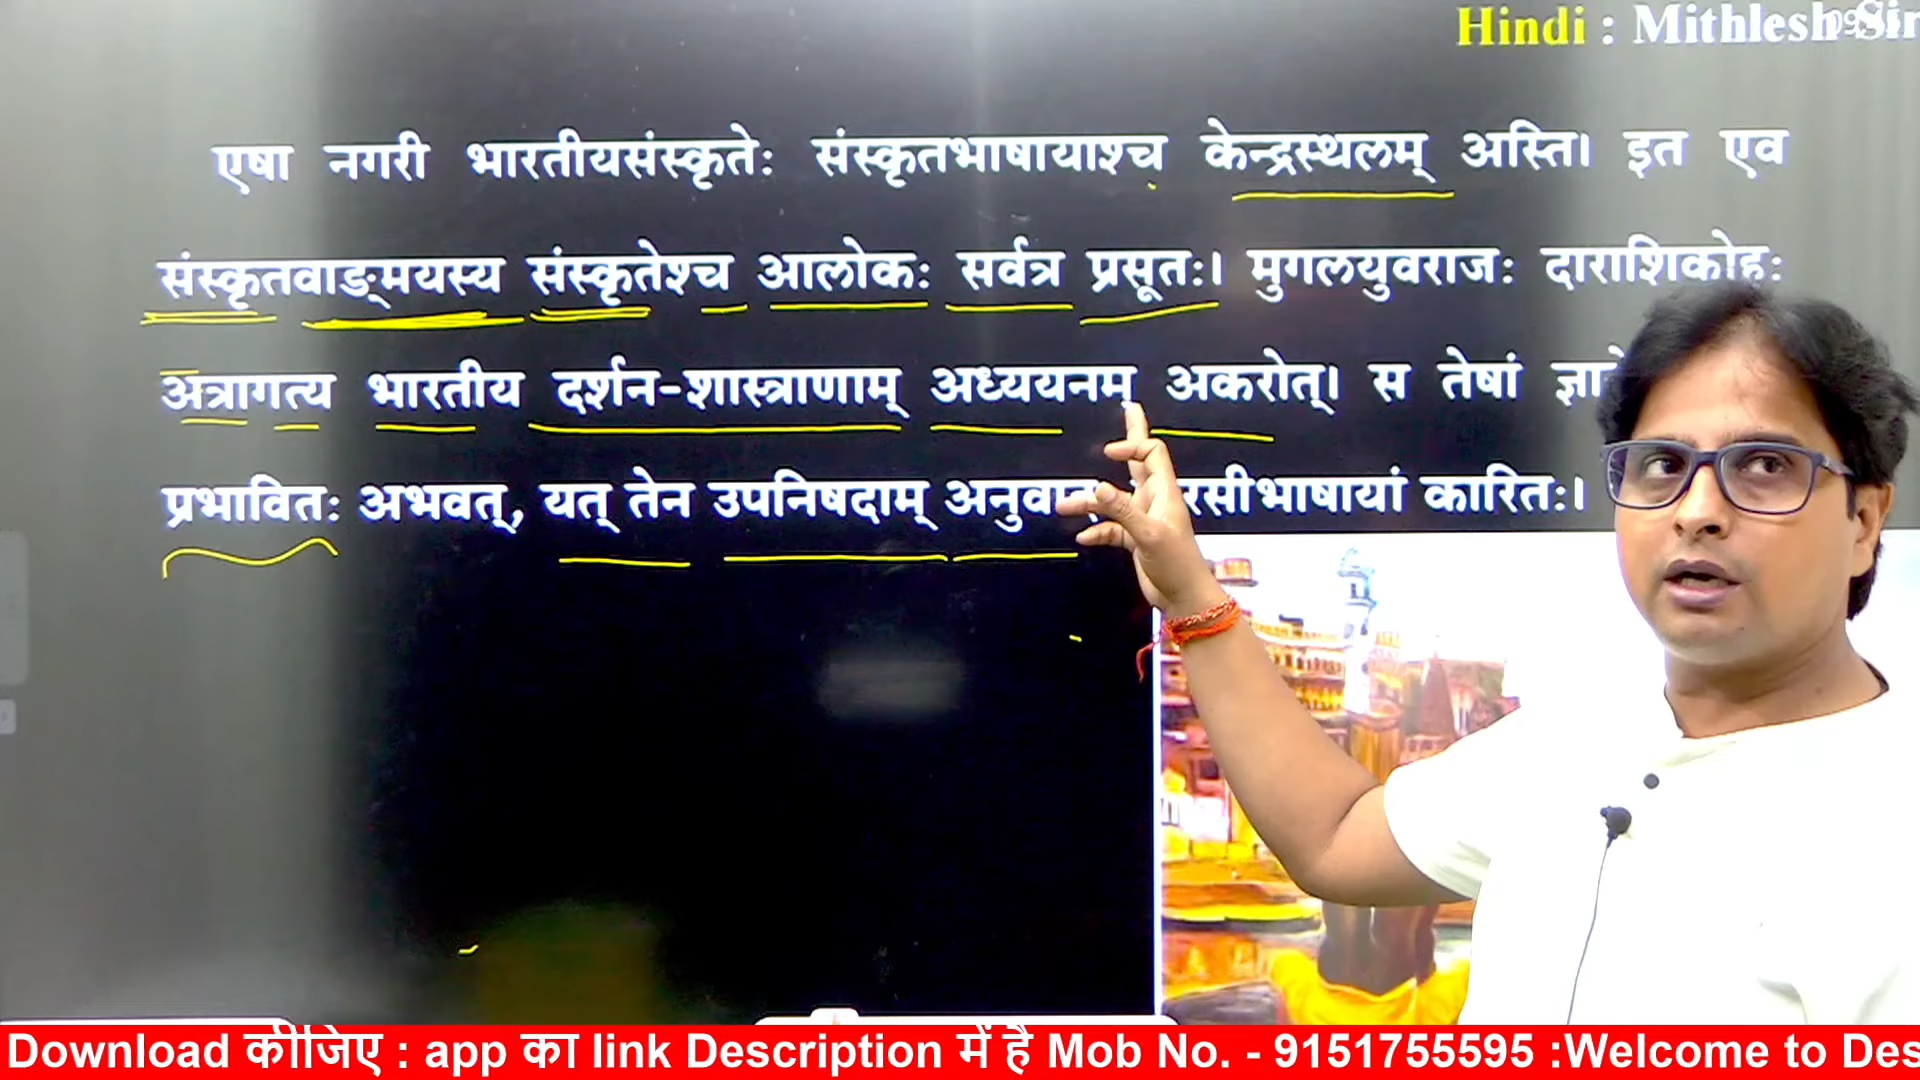 Hindi : Mithlesh Sir
एषा नगरी भारतीयसंस्कृतेः संस्कृतभाषायाश्च केन्द्रस्थलम् अस्ति। इत एव
संस्कृतवाङ्मयस्य संस्कृतेश्च आलोकः सर्वत्र प्रसूतः। मुगलयुवराजः दाराशिकोहः
अत्रागत्य भारतीय दर्शन-शास्त्राणाम् अध्ययनम् अकरोत्। स तेषां
प्रभावितः अभवत्, यत् तेन उपनिषदाम् कारितः।
Download कीजिए : app का link Description में है Mob No. - 9151755595 :Welcome to Des